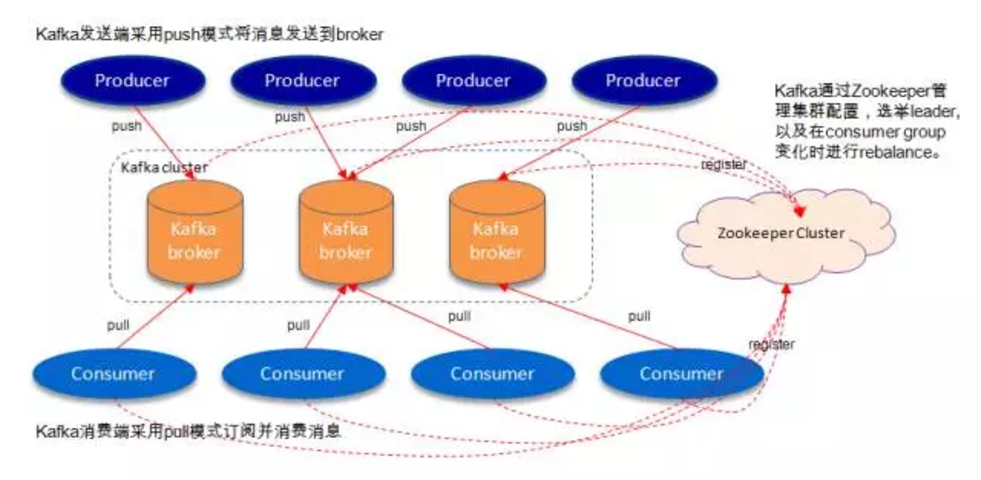 Kafka发送端采用push模式将消息发送到broker
Producer
Producer
Producer
Producer
Kafka通过Zookeeper管
理集群配置，选举leader,
以及在consumer group
变化时进行rebalance。
push
push
push
push
Kafka cluster
register
Kafka
broker
Kafka
broker
Kafka
broker
Zookeeper Cluster
pull
pull
pull
pull
register
Consumer
Consumer
Consumer
Consumer
Kafka消费端采用pull模式订阅并消费消息